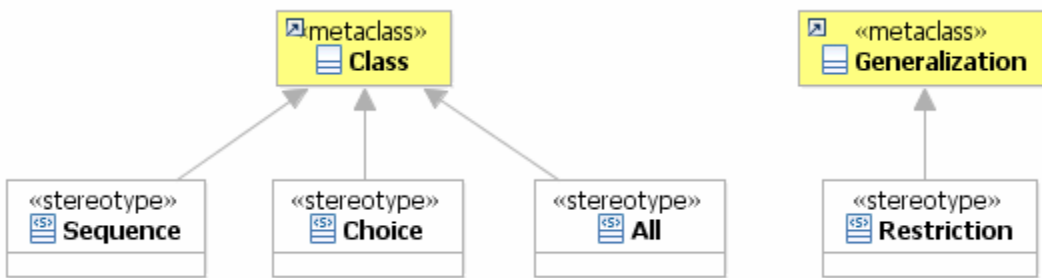 «metaclass»
Class
«metaclass»
Generalization
«stereotype»
Sequence
«stereotype»
Choice
«stereotype»
All
«stereotype»
Restriction